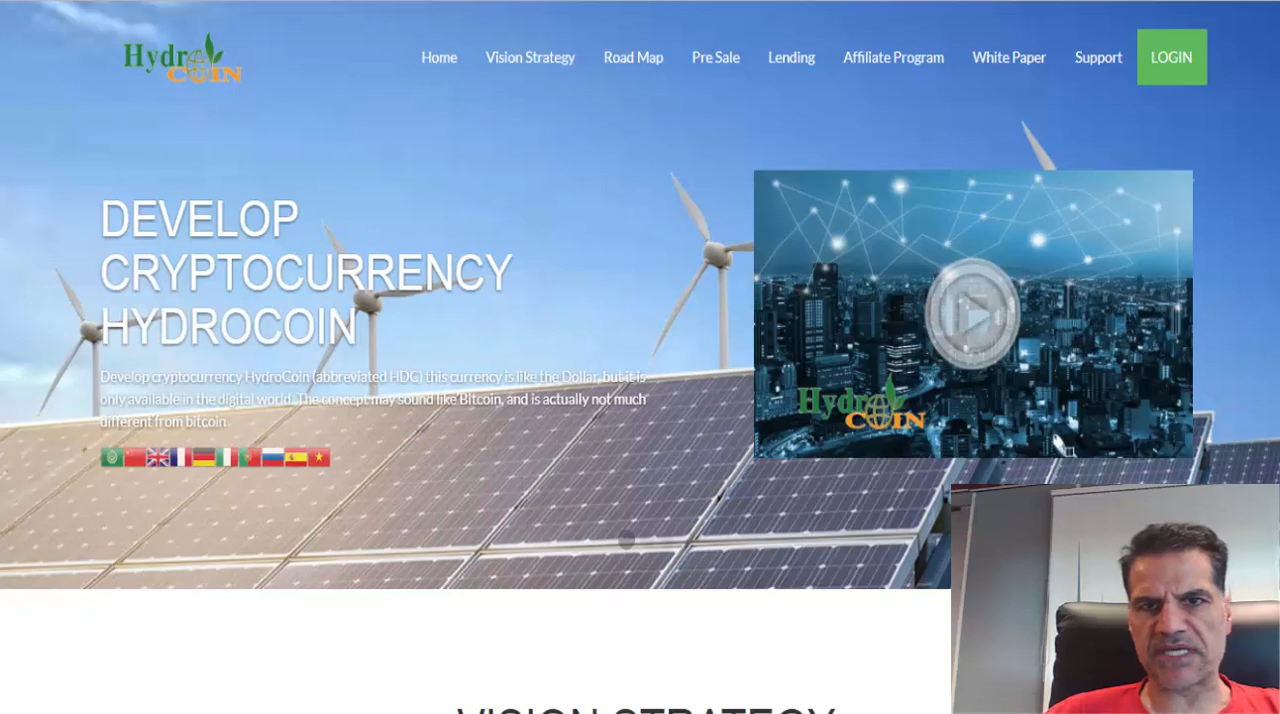 Hydro
COIN
Home Vision Strategy Road Map Pre Sale Lending Affiliate Program White Paper Support LOGIN
DEVELOP
CRYPTOCURRENCY
HYDROCOIN
Develop cryptocurrency HydroCoin (abbreviated HDC) this currency is like the Dollar, but it is
only available in the digital world. The concept may sound like Bitcoin, and is actually not much
different from bitcoin
Hydro
COIN
VISION STRATEGY